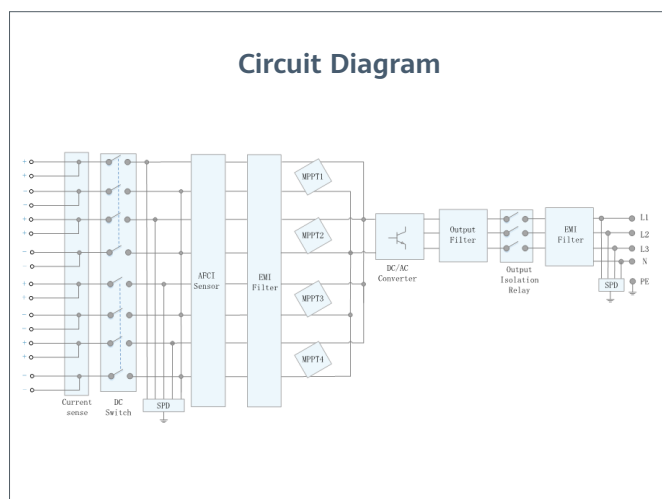 Circuit Diagram
+
+
-
-
+
+
-
-
+
+
-
-
+
+
-
-
Current
sense
DC
Switch
SPD
AFCI
Sensor
EMI
Filter
MPPT1
MPPT2
MPPT3
MPPT4
DC/AC
Converter
Output
Filter
Output
Isolation
Relay
EMI
Filter
SPD
L1
L2
L3
N
PE